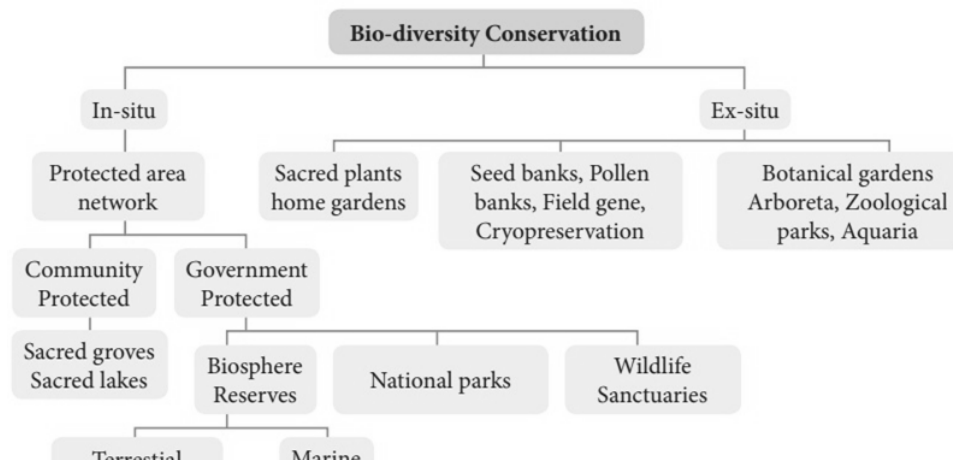 Bio-diversity Conservation
In-situ
Ex-situ
Protected area
network
Sacred plants
home gardens
Seed banks, Pollen
banks, Field gene,
Cryopreservation
Botanical gardens
Arboreta, Zoological
parks, Aquaria
Community
Protected
Government
Protected
Sacred groves
Sacred lakes
Biosphere
Reserves
National parks
Wildlife
Sanctuaries
Terrestial
Marine